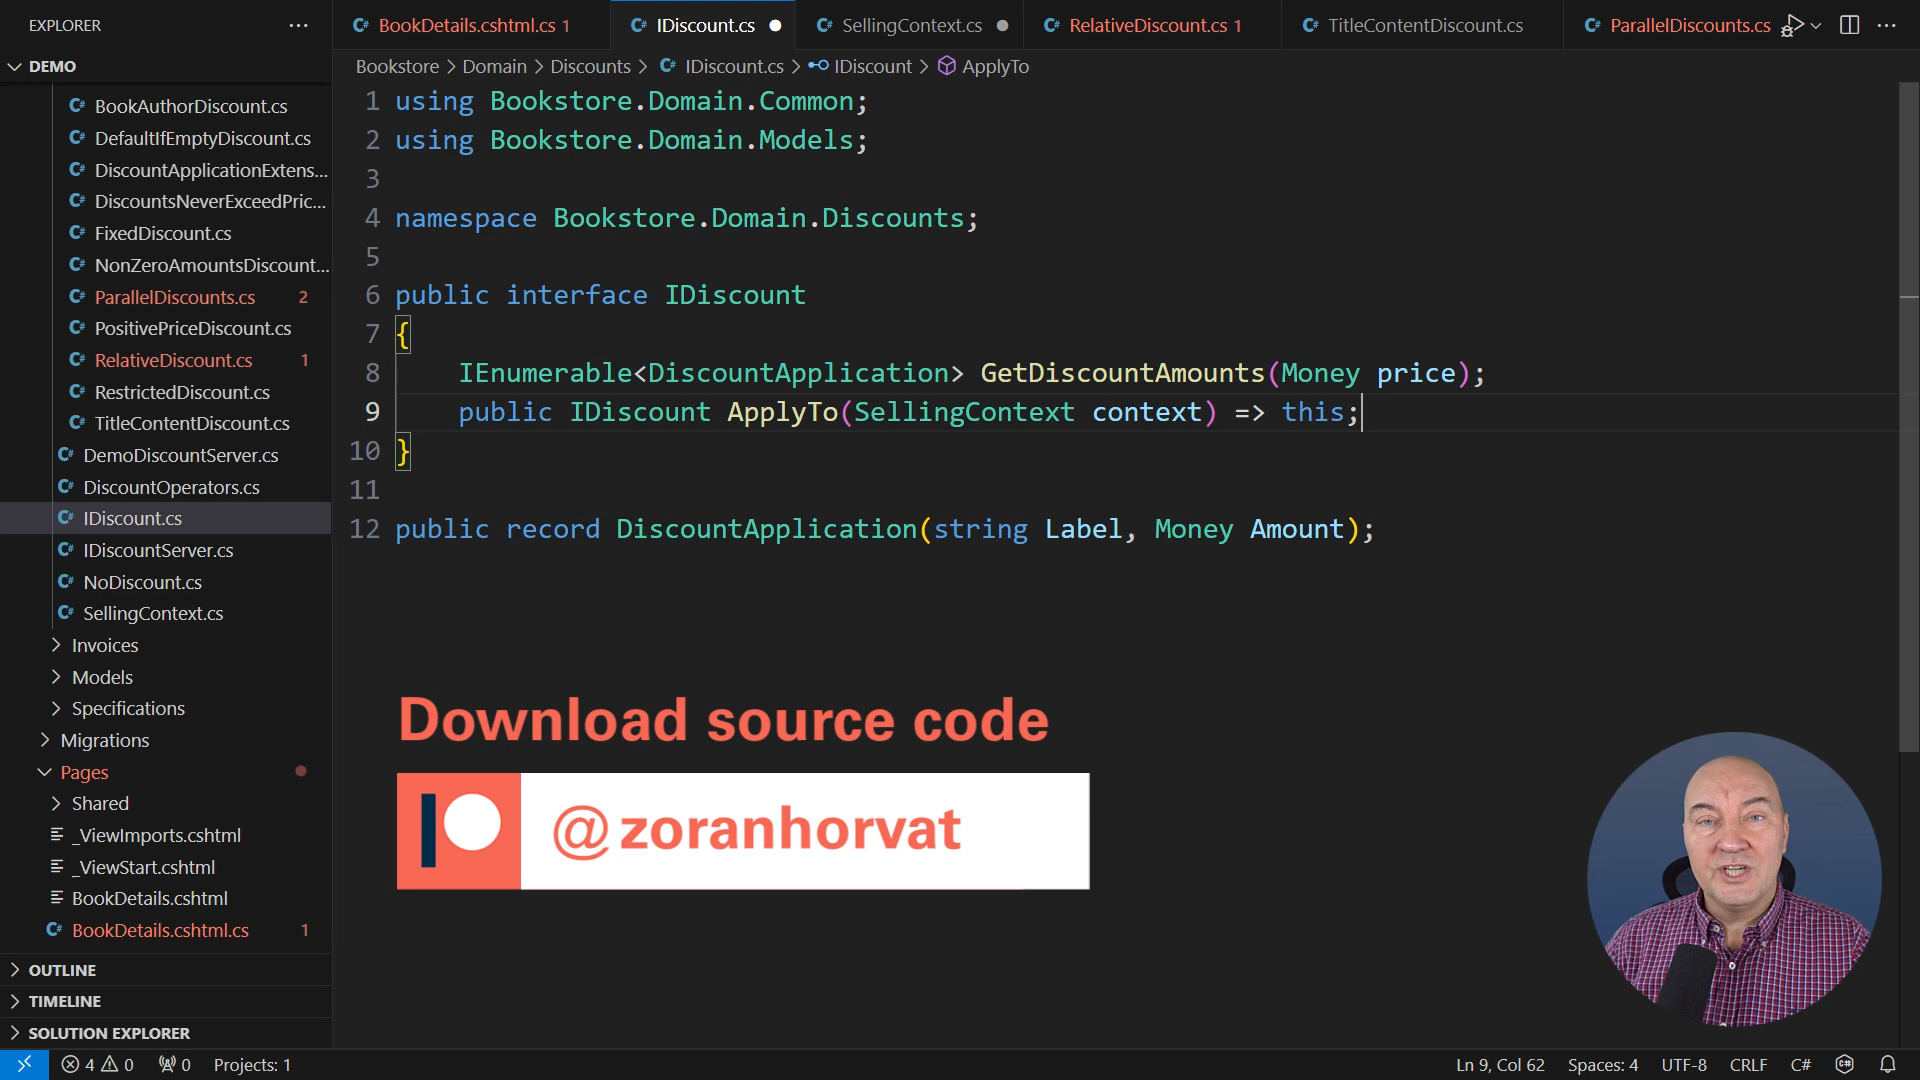 EXPLORER
DEMO
BookAuthorDiscount.cs
DefaultIfEmptyDiscount.cs
DiscountApplicationExtens...
DiscountsNeverExceedPric...
FixedDiscount.cs
NonZeroAmountsDiscount...
ParallelDiscounts.cs 2
PositivePriceDiscount.cs
RelativeDiscount.cs 1
RestrictedDiscount.cs
TitleContentDiscount.cs
DemoDiscountServer.cs
DiscountOperators.cs
IDiscount.cs
IDiscountServer.cs
NoDiscount.cs
SellingContext.cs
Invoices
Models
Specifications
Migrations
Pages
Shared
_ViewImports.cshtml
_ViewStart.cshtml
BookDetails.cshtml
BookDetails.cshtml.cs 1
OUTLINE
TIMELINE
SOLUTION EXPLORER
BookDetails.cshtml.cs 1 IDiscount.cs SellingContext.cs RelativeDiscount.cs 1 TitleContentDiscount.cs ParallelDiscounts.cs
Bookstore > Domain > Discounts > IDiscount.cs > IDiscount > ApplyTo
1 using Bookstore.Domain.Common;
2 using Bookstore.Domain.Models;
3
4 namespace Bookstore.Domain.Discounts;
5
6 public interface IDiscount
7 {
8 IEnumerable<DiscountApplication> GetDiscountAmounts(Money price);
9 public IDiscount ApplyTo(SellingContext context) => this;
10 }
11
12 public record DiscountApplication(string Label, Money Amount);
Download source code
@zoranhorvat
4 0 0 Projects: 1 Ln 9, Col 62 Spaces: 4 UTF-8 CRLF C#